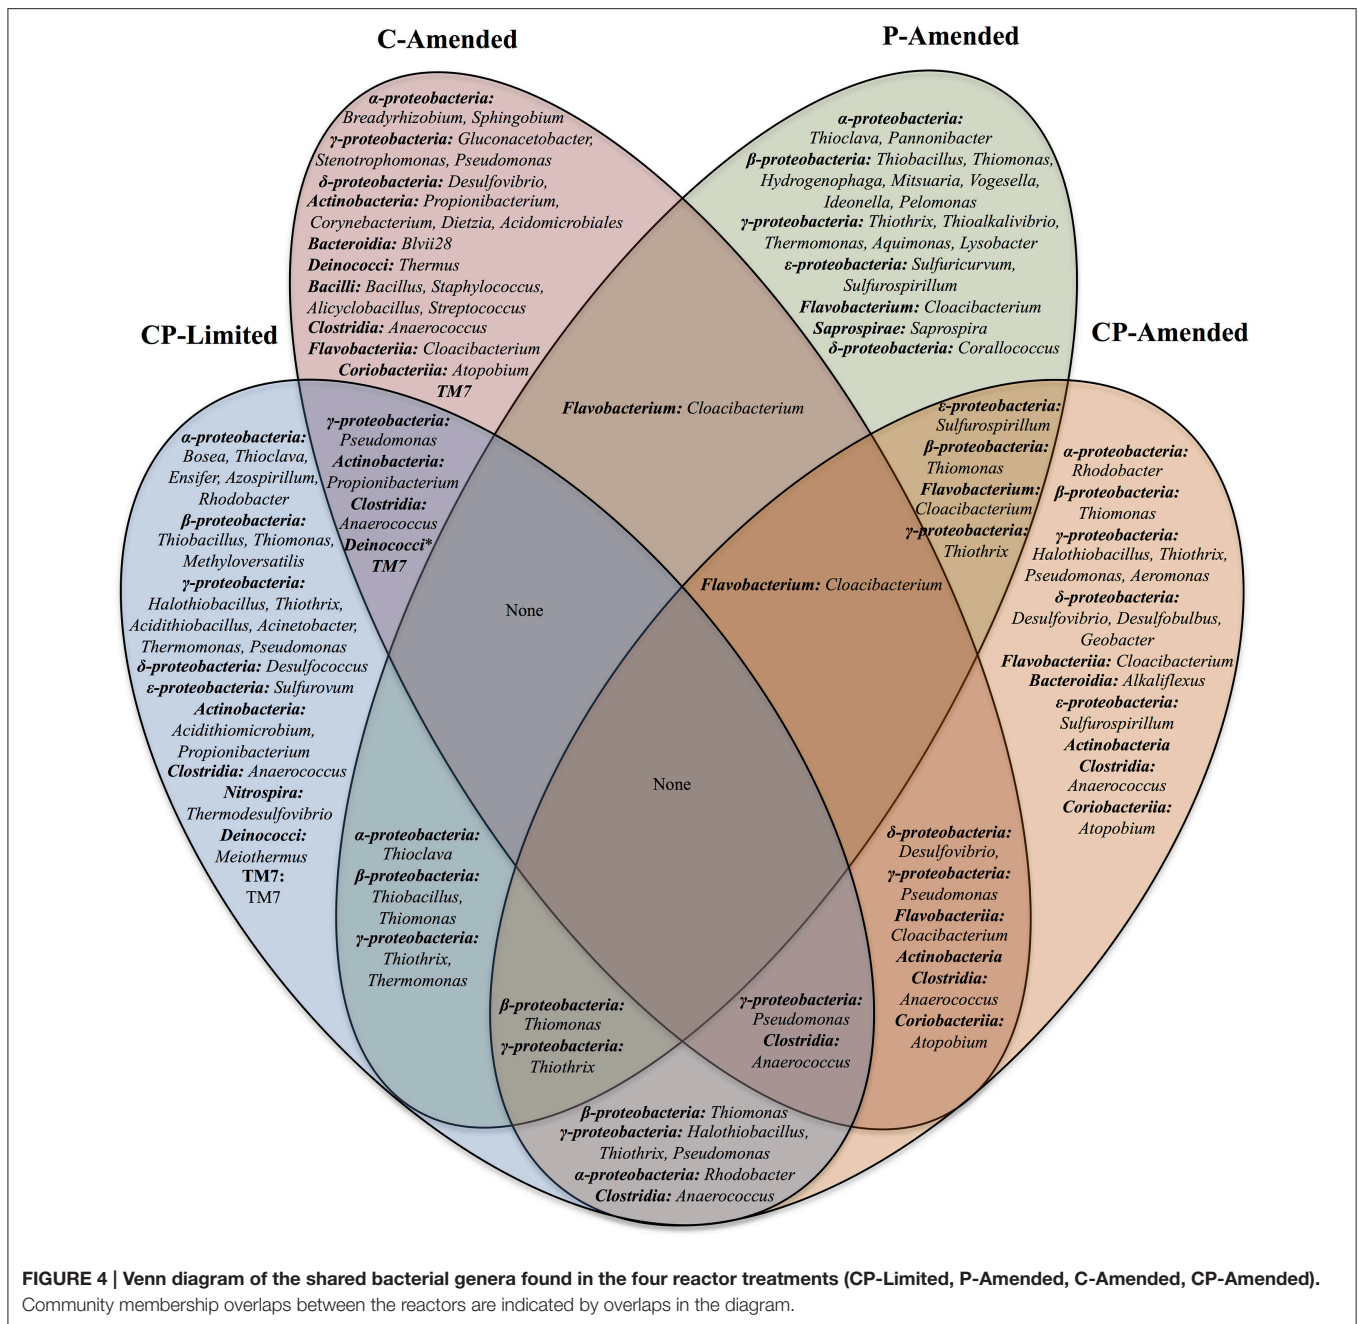 C-Amended
P-Amended
CP-Limited
CP-Amended
α-proteobacteria:
Breadyrhizobium, Sphingobium
γ-proteobacteria: Gluconacetobacter,
Stenotrophomonas, Pseudomonas
δ-proteobacteria: Desulfovibrio,
Actinobacteria: Propionibacterium,
Corynebacterium, Dietzia, Acidomicrobiales
Bacteroidia: Blvii28
Deinococci: Thermus
Bacilli: Bacillus, Staphylococcus,
Alicyclobacillus, Streptococcus
Clostridia: Anaerococcus
Flavobacteriia: Cloacibacterium
Coriobacteriia: Atopobium
TM7
α-proteobacteria:
Thioclava, Pannonibacter
β-proteobacteria: Thiobacillus, Thiomonas,
Hydrogenophaga, Mitsuaria, Vogesella,
Ideonella, Pelomonas
γ-proteobacteria: Thiothrix, Thioalkalivibrio,
Thermomonas, Aquimonas, Lysobacter
ε-proteobacteria: Sulfuricurvum,
Sulfurospirillum
Flavobacterium: Cloacibacterium
Saprospirae: Saprospira
δ-proteobacteria: Corallococcus
α-proteobacteria:
Bosea, Thioclava,
Ensifer, Azospirillum,
Rhodobacter
β-proteobacteria:
Thiobacillus, Thiomonas,
Methyloversatilis
γ-proteobacteria:
Halothiobacillus, Thiothrix,
Acidithiobacillus, Acinetobacter,
Thermomonas, Pseudomonas
δ-proteobacteria: Desulfococcus
ε-proteobacteria: Sulfurovum
Actinobacteria:
Acidithiomicrobium,
Propionibacterium
Clostridia: Anaerococcus
Nitrospira:
Thermodesulfovibrio
Deinococci:
Meiothermus
TM7:
TM7
γ-proteobacteria:
Pseudomonas
Actinobacteria:
Propionibacterium
Clostridia:
Anaerococcus
Deinococci*
TM7
Flavobacterium: Cloacibacterium
ε-proteobacteria:
Sulfurospirillum
β-proteobacteria:
Thiomonas
Flavobacterium:
Cloacibacterium
γ-proteobacteria:
Thiothrix
α-proteobacteria:
Rhodobacter
β-proteobacteria:
Thiomonas
γ-proteobacteria:
Halothiobacillus, Thiothrix,
Pseudomonas, Aeromonas
δ-proteobacteria:
Desulfovibrio, Desulfobulbus,
Geobacter
Flavobacteriia: Cloacibacterium
Bacteroidia: Alkaliflexus
ε-proteobacteria:
Sulfurospirillum
Actinobacteria
Clostridia:
Anaerococcus
Coriobacteriia:
Atopobium
None
Flavobacterium: Cloacibacterium
None
α-proteobacteria:
Thioclava
β-proteobacteria:
Thiobacillus,
Thiomonas
γ-proteobacteria:
Thiothrix,
Thermomonas
δ-proteobacteria:
Desulfovibrio,
γ-proteobacteria:
Pseudomonas
Flavobacteriia:
Cloacibacterium
Actinobacteria
Clostridia:
Anaerococcus
Coriobacteriia:
Atopobium
β-proteobacteria:
Thiomonas
γ-proteobacteria:
Thiothrix
γ-proteobacteria:
Pseudomonas
Clostridia:
Anaerococcus
β-proteobacteria: Thiomonas
γ-proteobacteria: Halothiobacillus,
Thiothrix, Pseudomonas
α-proteobacteria: Rhodobacter
Clostridia: Anaerococcus
FIGURE 4 | Venn diagram of the shared bacterial genera found in the four reactor treatments (CP-Limited, P-Amended, C-Amended, CP-Amended).
Community membership overlaps between the reactors are indicated by overlaps in the diagram.